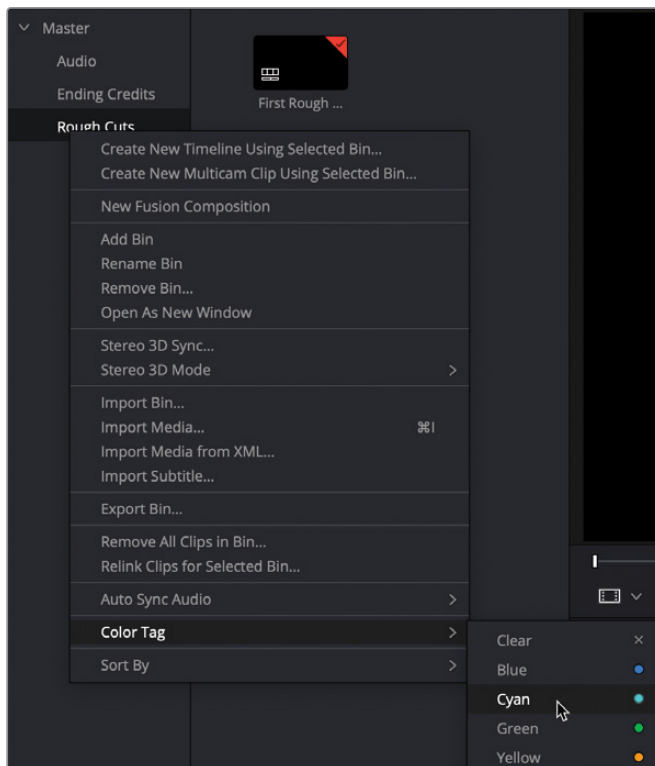 Master
Audio
Ending Credits
Rough Cuts
First Rough ...
Create New Timeline Using Selected Bin...
Create New Multicam Clip Using Selected Bin...
New Fusion Composition
Add Bin
Rename Bin
Remove Bin...
Open As New Window
Stereo 3D Sync...
Stereo 3D Mode
Import Bin...
Import Media... ⌘I
Import Media from XML...
Import Subtitle...
Export Bin...
Remove All Clips in Bin...
Relink Clips for Selected Bin...
Auto Sync Audio
Color Tag
Sort By
Clear
Blue
Cyan
Green
Yellow